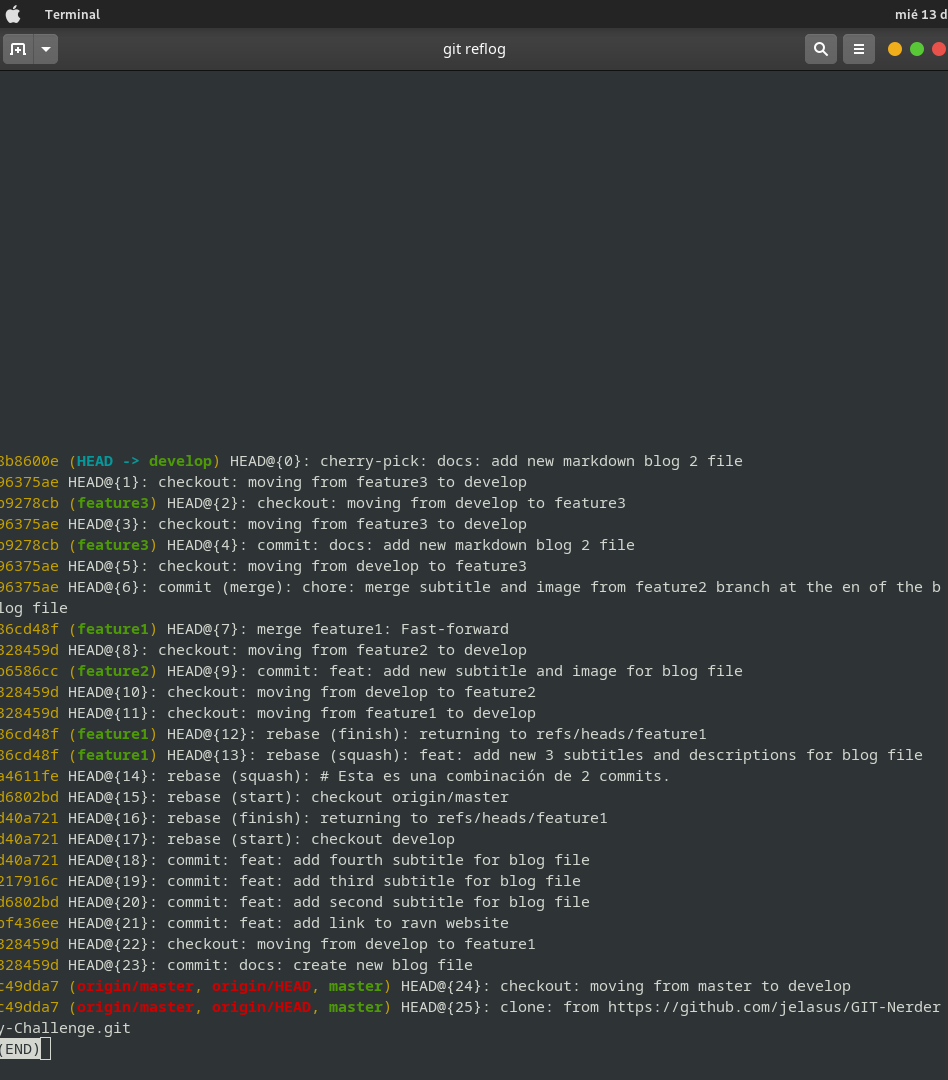 Terminal
mié 13 d
git reflog
8b8600e (HEAD -> develop) HEAD@{0}: cherry-pick: docs: add new markdown blog 2 file
96375ae HEAD@{1}: checkout: moving from feature3 to develop
b9278cb (feature3) HEAD@{2}: checkout: moving from develop to feature3
96375ae HEAD@{3}: checkout: moving from feature3 to develop
b9278cb (feature3) HEAD@{4}: commit: docs: add new markdown blog 2 file
96375ae HEAD@{5}: checkout: moving from develop to feature3
96375ae HEAD@{6}: commit (merge): chore: merge subtitle and image from feature2 branch at the en of the b
log file
86cd48f (feature1) HEAD@{7}: merge feature1: Fast-forward
328459d HEAD@{8}: checkout: moving from feature2 to develop
b6586cc (feature2) HEAD@{9}: commit: feat: add new subtitle and image for blog file
328459d HEAD@{10}: checkout: moving from develop to feature2
328459d HEAD@{11}: checkout: moving from feature1 to develop
86cd48f (feature1) HEAD@{12}: rebase (finish): returning to refs/heads/feature1
86cd48f (feature1) HEAD@{13}: rebase (squash): feat: add new 3 subtitles and descriptions for blog file
a4611fe HEAD@{14}: rebase (squash): # Esta es una combinación de 2 commits.
d6802bd HEAD@{15}: rebase (start): checkout origin/master
d40a721 HEAD@{16}: rebase (finish): returning to refs/heads/feature1
d40a721 HEAD@{17}: rebase (start): checkout develop
d40a721 HEAD@{18}: commit: feat: add fourth subtitle for blog file
217916c HEAD@{19}: commit: feat: add third subtitle for blog file
d6802bd HEAD@{20}: commit: feat: add second subtitle for blog file
bf436ee HEAD@{21}: commit: feat: add link to ravn website
328459d HEAD@{22}: checkout: moving from develop to feature1
328459d HEAD@{23}: commit: docs: create new blog file
c49dda7 (origin/master, origin/HEAD, master) HEAD@{24}: checkout: moving from master to develop
c49dda7 (origin/master, origin/HEAD, master) HEAD@{25}: clone: from https://github.com/jelasus/GIT-Nerder
y-Challenge.git
(END)